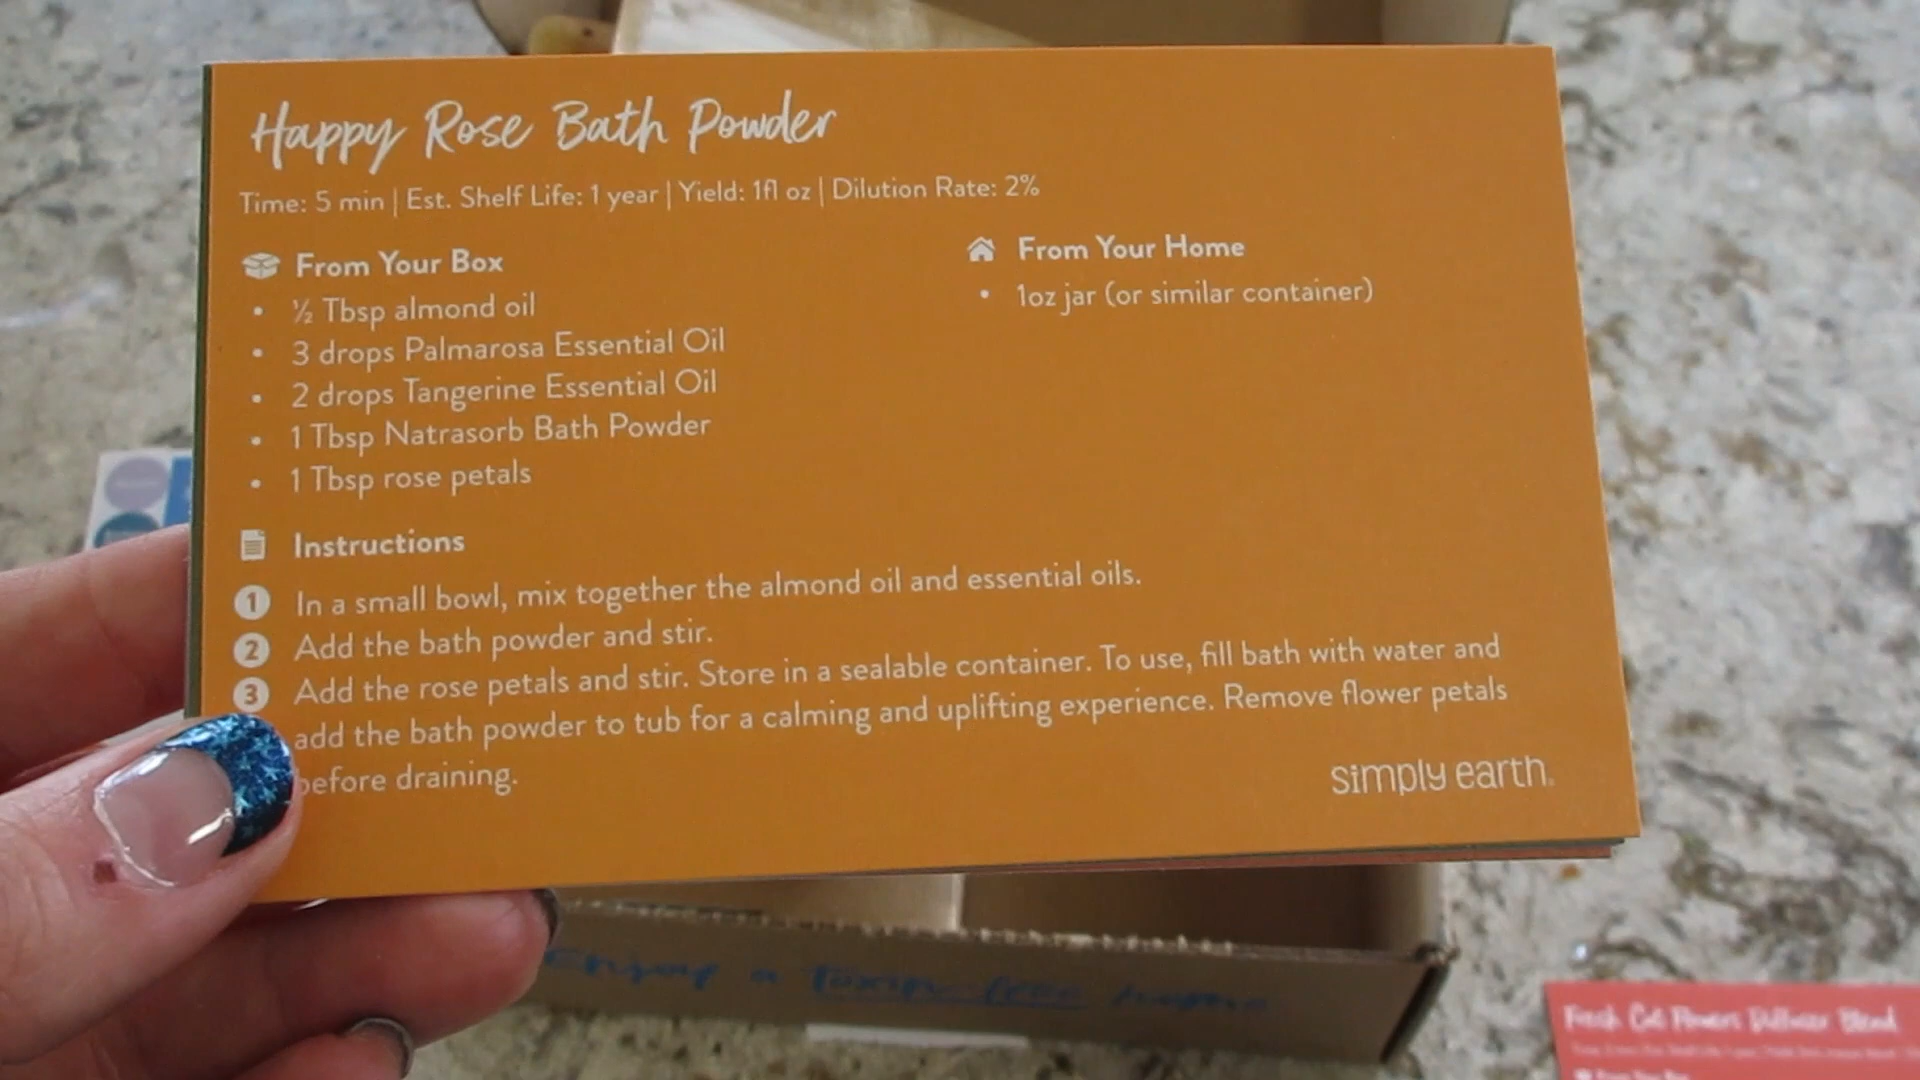 Happy Rose Bath Powder
Time: 5 min | Est. Shelf Life: 1 year | Yield: 1fl oz | Dilution Rate: 2%
From Your Box
• ½ Tbsp almond oil
• 3 drops Palmarosa Essential Oil
• 2 drops Tangerine Essential Oil
• 1 Tbsp Natrasorb Bath Powder
• 1 Tbsp rose petals
From Your Home
• 1oz jar (or similar container)
Instructions
1 In a small bowl, mix together the almond oil and essential oils.
2 Add the bath powder and stir.
3 Add the rose petals and stir. Store in a sealable container. To use, fill bath with water and
add the bath powder to tub for a calming and uplifting experience. Remove flower petals
before draining.
simply earth®
Enjoy a toxin-free home
Fresh Cut Flowers Diffuser Blend